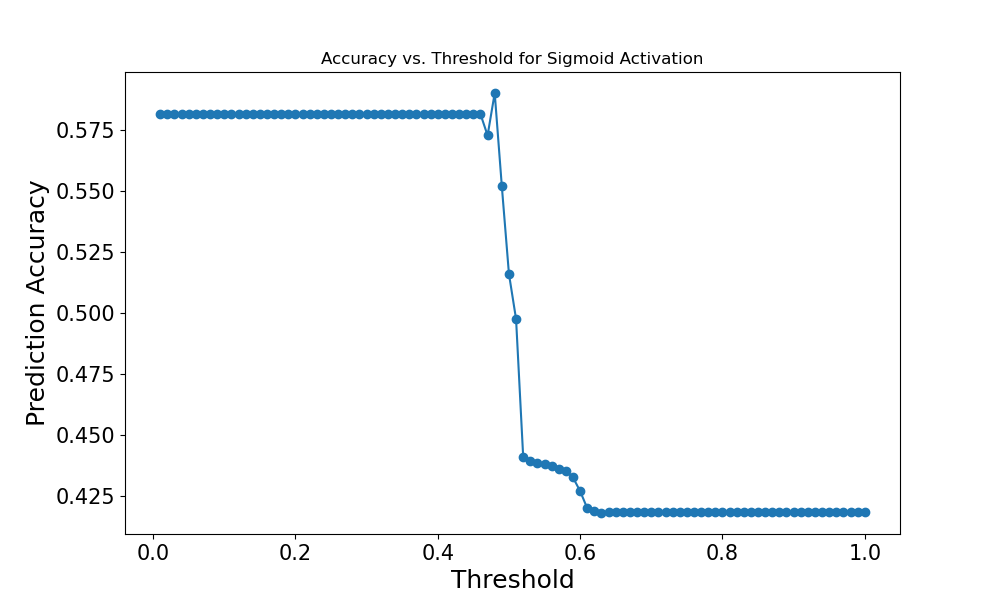 Accuracy vs. Threshold for Sigmoid Activation
Prediction Accuracy
0.575
0.550
0.525
0.500
0.475
0.450
0.425
0.0 0.2 0.4 0.6 0.8 1.0
Threshold